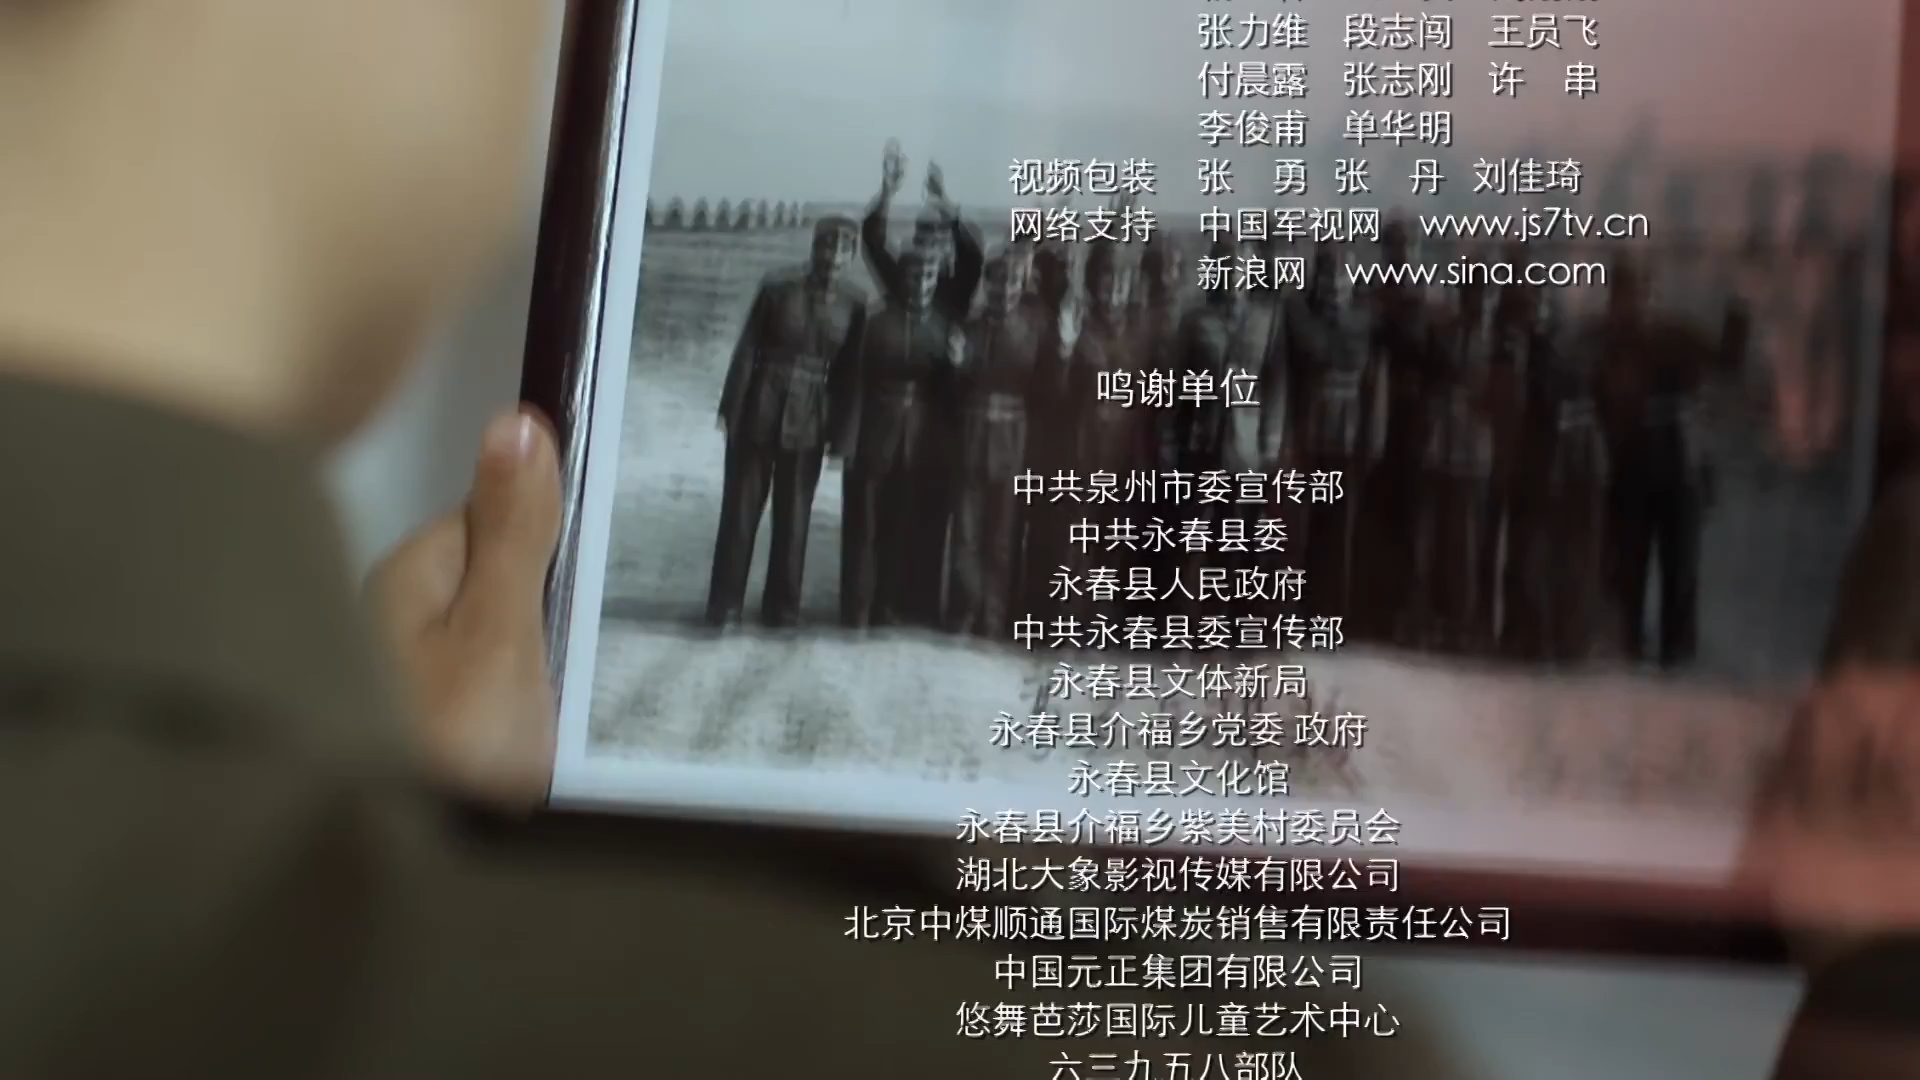 张力维 段志闯 王员飞
付晨露 张志刚 许 串
李俊甫 单华明
视频包装 张 勇 张 丹 刘佳琦
网络支持 中国军视网 www.js7tv.cn
新浪网 www.sina.com
鸣谢单位
中共泉州市委宣传部
中共永春县委
永春县人民政府
中共永春县委宣传部
永春县文体新局
永春县介福乡党委 政府
永春县文化馆
永春县介福乡紫美村委员会
湖北大象影视传媒有限公司
北京中煤顺通国际煤炭销售有限责任公司
中国元正集团有限公司
悠舞芭莎国际儿童艺术中心
六三九五八部队